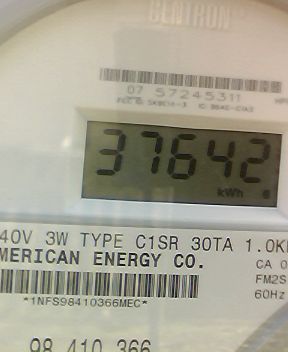 CENTRON
07 57245311
37642
kWh
40V 3W TYPE C1SR 30TA 1.0K
MERICAN ENERGY CO.
CA 0
FM2S
60Hz
*1NFS98410366MEC*
98 410 366